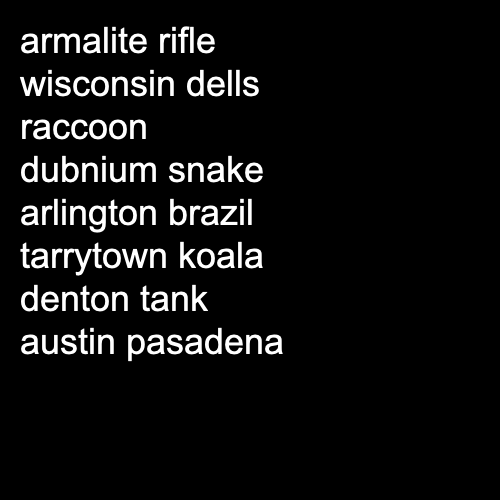 armalite rifle
wisconsin dells
raccoon
dubnium snake
arlington brazil
tarrytown koala
denton tank
austin pasadena